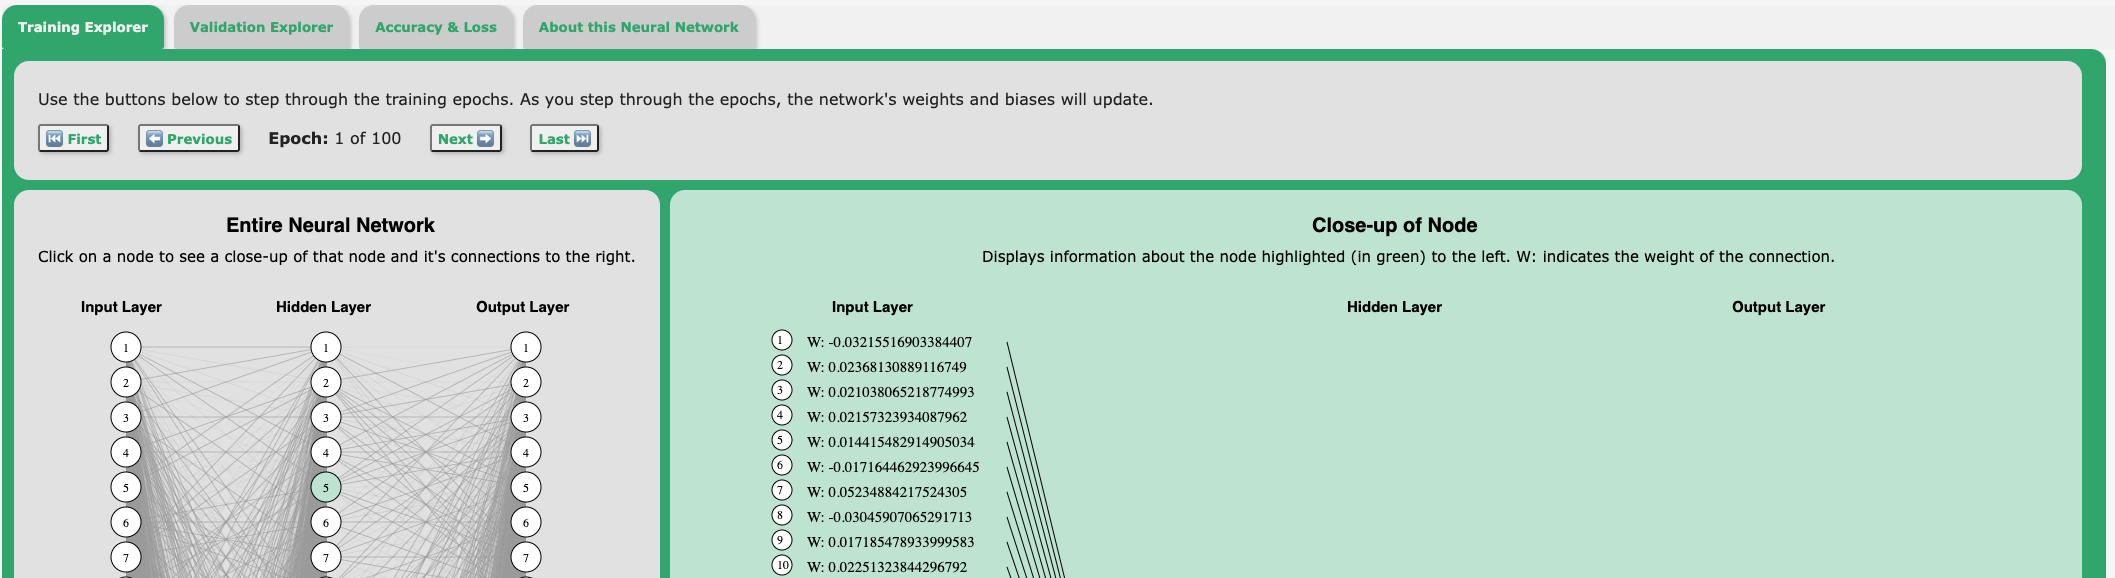 Training Explorer
Validation Explorer
Accuracy & Loss
About this Neural Network
Use the buttons below to step through the training epochs. As you step through the epochs, the network's weights and biases will update.
First
Previous
Epoch: 1 of 100
Next
Last
Entire Neural Network
Click on a node to see a close-up of that node and it's connections to the right.
Input Layer
Hidden Layer
Output Layer
1 1 1
2 2 2
3 3 3
4 4 4
5 5 5
6 6 6
7 7 7
Close-up of Node
Displays information about the node highlighted (in green) to the left. W: indicates the weight of the connection.
Input Layer
Hidden Layer
Output Layer
1 W: -0.03215516903384407
2 W: 0.02368130889116749
3 W: 0.021038065218774993
4 W: 0.02157323934087962
5 W: 0.014415482914905034
6 W: -0.017164462923996645
7 W: 0.05234884217524305
8 W: -0.03045907065291713
9 W: 0.017185478933999583
10 W: 0.02251323844296792